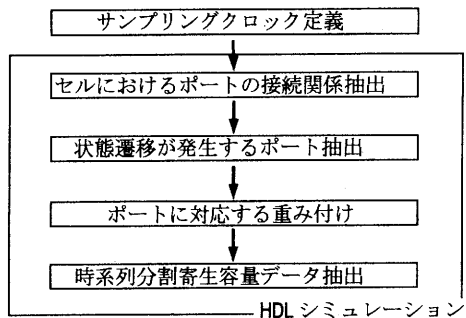 サンプリングクロック定義
セルにおけるポートの接続関係抽出
状態遷移が発生するポート抽出
ポートに対応する重み付け
時系列分割寄生容量データ抽出
HDL シミュレーション